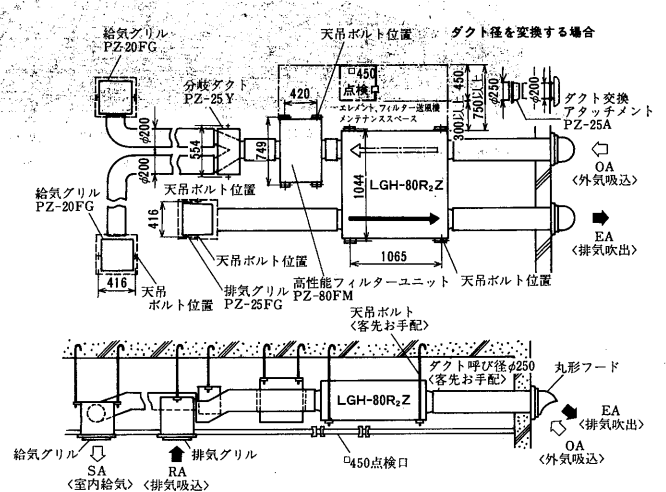 給気グリル
PZ-20FG
天吊ボルト位置
ダクト径を変換する場合
分岐ダクト
PZ-25Y
□450
点検口
420
エレメント、フィルター送風機
メンテナンススペース
450
300以上
750以上
φ250
φ200
ダクト交換
アタッチメント
PZ-25A
φ200
φ200
554
749
1044
LGH-80R₂Z
OA
〈外気吸込〉
給気グリル
PZ-20FG
天吊ボルト位置
416
EA
〈排気吹出〉
1065
天吊ボルト位置
416
天吊
ボルト位置
排気グリル
PZ-25FG
高性能フィルターユニット
PZ-80FM
天吊ボルト位置
天吊ボルト
〈客先お手配〉
ダクト呼び径φ250
〈客先お手配〉
丸形フード
LGH-80R₂Z
EA
〈排気吹出〉
OA
〈外気吸込〉
給気グリル
排気グリル
□450点検口
SA
〈室内給気〉
RA
〈排気吸込〉